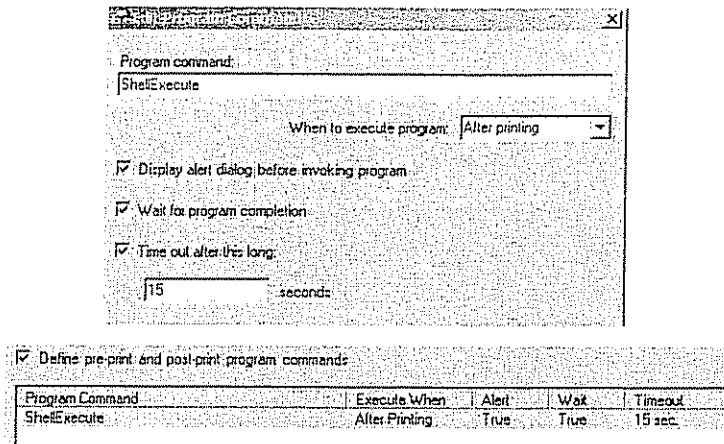 Program Command
Program command:
ShellExecute
When to execute program: After printing
Display alert dialog before invoking program
Wait for program completion
Time out after this long:
15 seconds
Define pre-print and post-print program commands
Program Command Execute When Alert Wait Timeout
ShellExecute After Printing True True 15 sec.